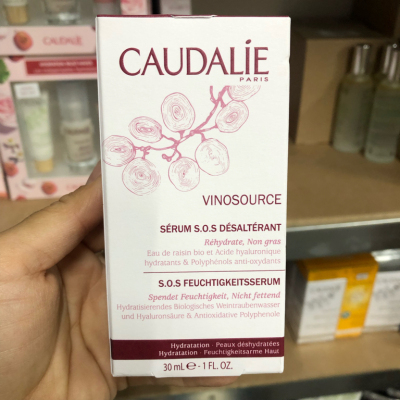 CAUDALÍE
PARIS
VINOSOURCE
SÉRUM S.O.S DÉSALTÉRANT
Réhydrate, Non gras
Eau de raisin bio et Acide hyaluronique
hydratants & Polyphénols anti-oxydants
S.O.S FEUCHTIGKEITSSERUM
Spendet Feuchtigkeit, Nicht fettend
Hydratisierendes Biologisches Weintraubenwasser
und Hyaluronsäure & Antioxidative Polyphenole
Hydratation - Peaux déshydratées
Hydratation - Feuchtigkeitsarme Haut
30 mL e - 1 FL. OZ.
CAUDALIE